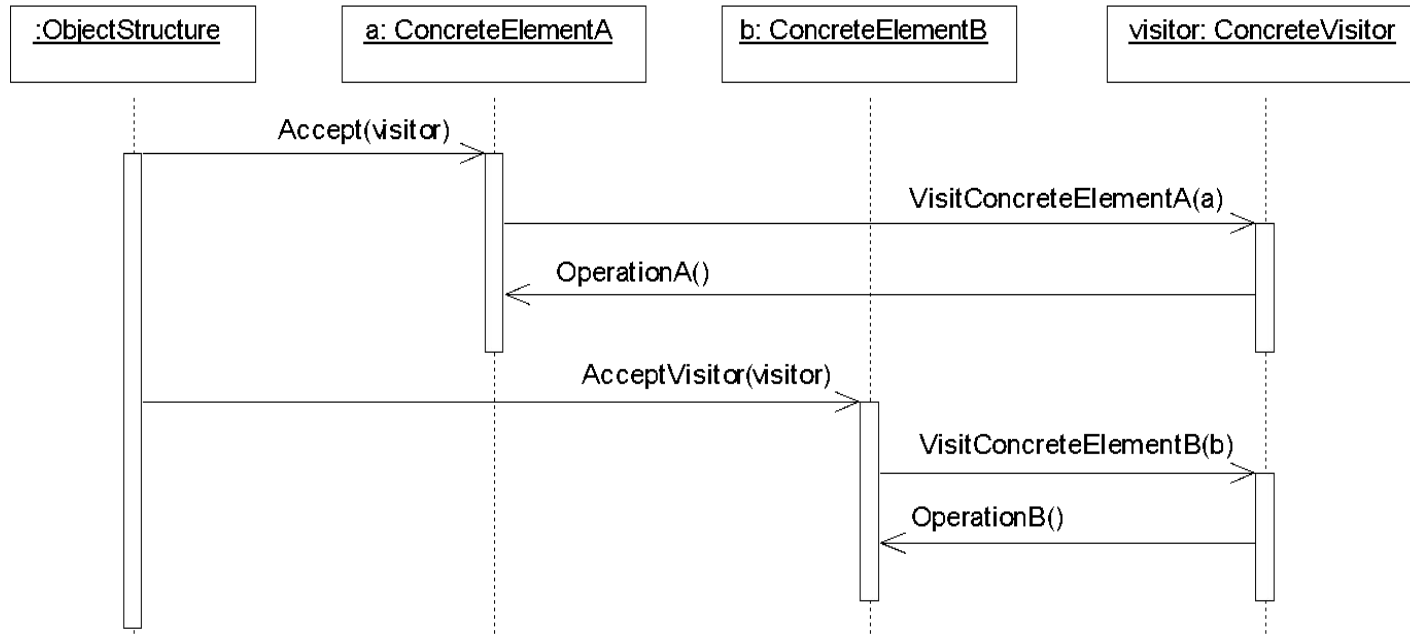 :ObjectStructure
a: ConcreteElementA
b: ConcreteElementB
visitor: ConcreteVisitor
Accept(visitor)
VisitConcreteElementA(a)
OperationA()
AcceptVisitor(visitor)
VisitConcreteElementB(b)
OperationB()